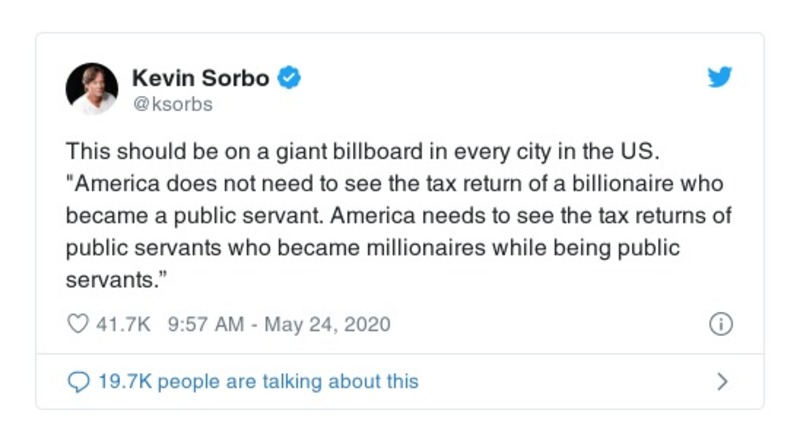 Kevin Sorbo
@ksorbs
This should be on a giant billboard in every city in the US.
"America does not need to see the tax return of a billionaire who
became a public servant. America needs to see the tax returns of
public servants who became millionaires while being public
servants.”
41.7K 9:57 AM - May 24, 2020
19.7K people are talking about this